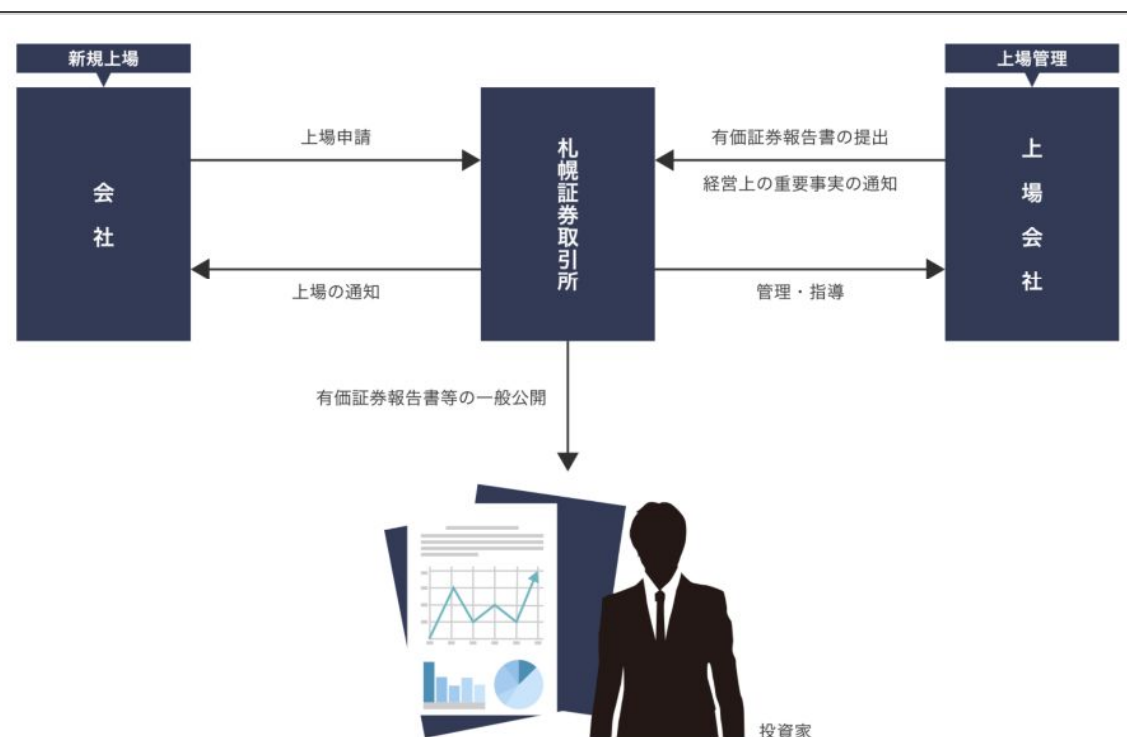 新規上場
上場管理
会社
上場申請
上場の通知
札幌証券取引所
有価証券報告書の提出
経営上の重要事実の通知
管理・指導
上場会社
有価証券報告書等の一般公開
投資家